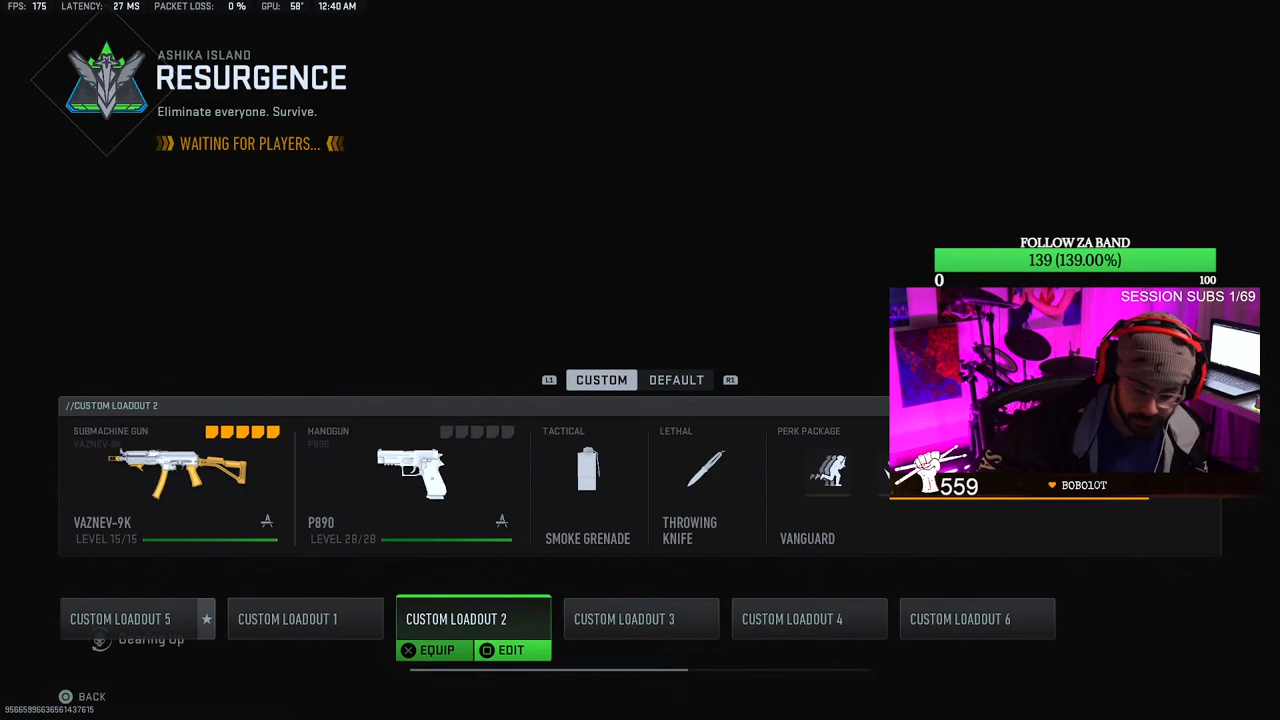 FPS: 175 LATENCY: 27 MS PACKET LOSS: 0 % GPU: 58° 12:40 AM
ASHIKA ISLAND
RESURGENCE
Eliminate everyone. Survive.
WAITING FOR PLAYERS...
FOLLOW ZA BAND
139 (139.00%)
0 100
SESSION SUBS 1/69
L1 CUSTOM DEFAULT R1
//CUSTOM LOADOUT 2
SUBMACHINE GUN HANDGUN TACTICAL LETHAL PERK PACKAGE
VAZNEV-9K P890
559 BOBO1OT
VAZNEV-9K P890 SMOKE GRENADE THROWING KNIFE VANGUARD
LEVEL 15/15 LEVEL 28/28
CUSTOM LOADOUT 5 CUSTOM LOADOUT 1 CUSTOM LOADOUT 2 CUSTOM LOADOUT 3 CUSTOM LOADOUT 4 CUSTOM LOADOUT 6
Gearing Up
EQUIP EDIT
BACK